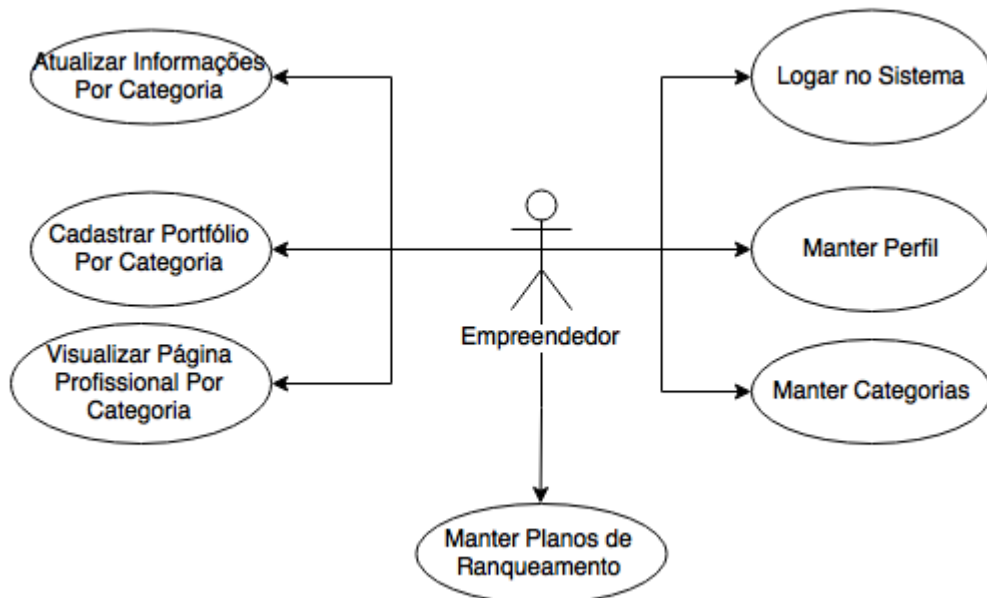 Atualizar Informações
Por Categoria
Logar no Sistema
Cadastrar Portfólio
Por Categoria
Manter Perfil
Empreendedor
Visualizar Página
Profissional Por
Categoria
Manter Categorias
Manter Planos de
Ranqueamento